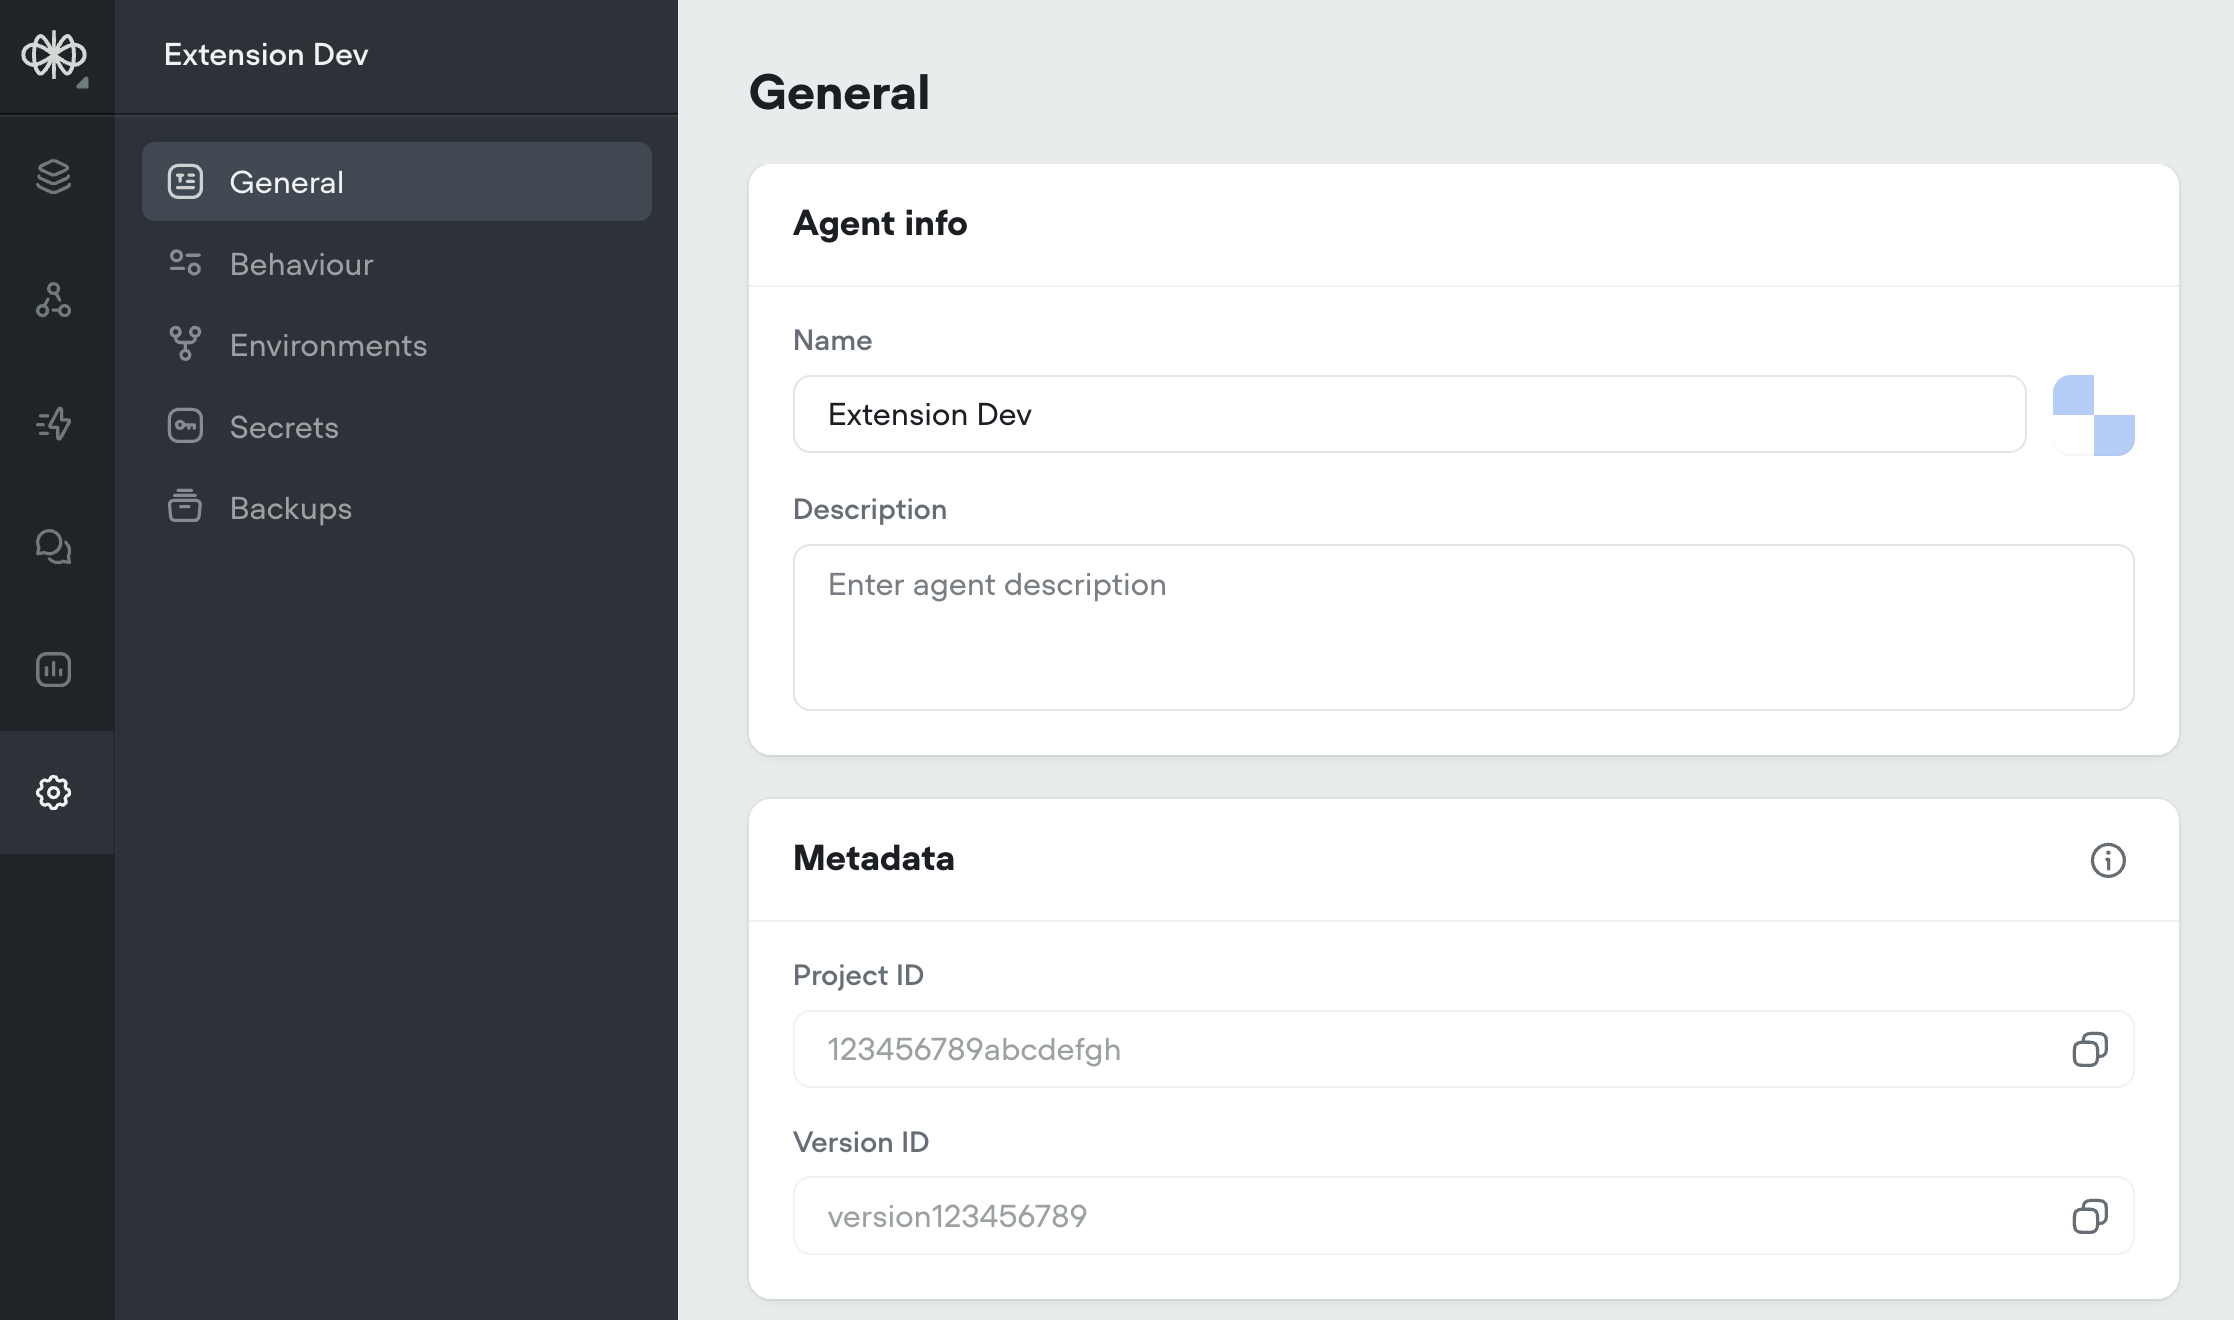 Extension Dev
General
Behaviour
Environments
Secrets
Backups
General
Agent info
Name
Extension Dev
Description
Enter agent description
Metadata
Project ID
123456789abcdefgh
Version ID
version123456789